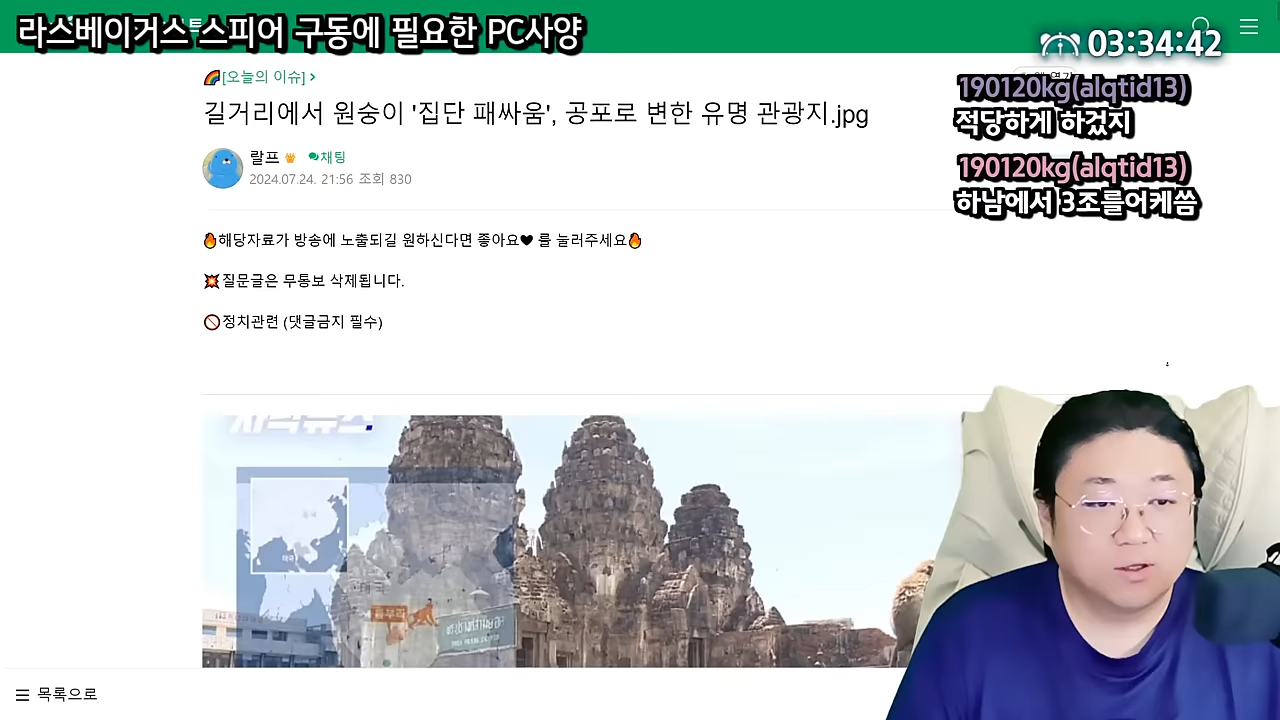 라스베이거스 스피어 구동에 필요한 PC사양
03:34:42
[오늘의 이슈] >
길거리에서 원숭이 '집단 패싸움', 공포로 변한 유명 관광지.jpg
랄프 채팅
2024.07.24. 21:56 조회 830
190120kg(alqtid13)
적당하게 하겄지
190120kg(alqtid13)
하남에서 3조를어케씀
🔥해당자료가 방송에 노출되길 원하신다면 좋아요♥ 를 눌러주세요🔥
💥질문글은 무통보 삭제됩니다.
🚫정치관련 (댓글금지 필수)
태국
중부과
목록으로